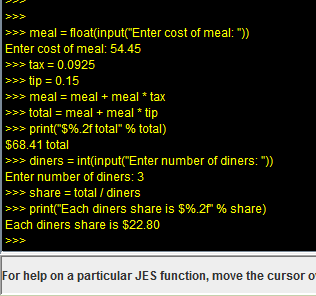 >>>
>>>
>>> meal = float(input("Enter cost of meal: "))
Enter cost of meal: 54.45
>>> tax = 0.0925
>>> tip = 0.15
>>> meal = meal + meal * tax
>>> total = meal + meal * tip
>>> print("$%.2f total" % total)
$68.41 total
>>> diners = int(input("Enter number of diners: "))
Enter number of diners: 3
>>> share = total / diners
>>> print("Each diners share is $%.2f" % share)
Each diners share is $22.80
>>>
For help on a particular JES function, move the cursor